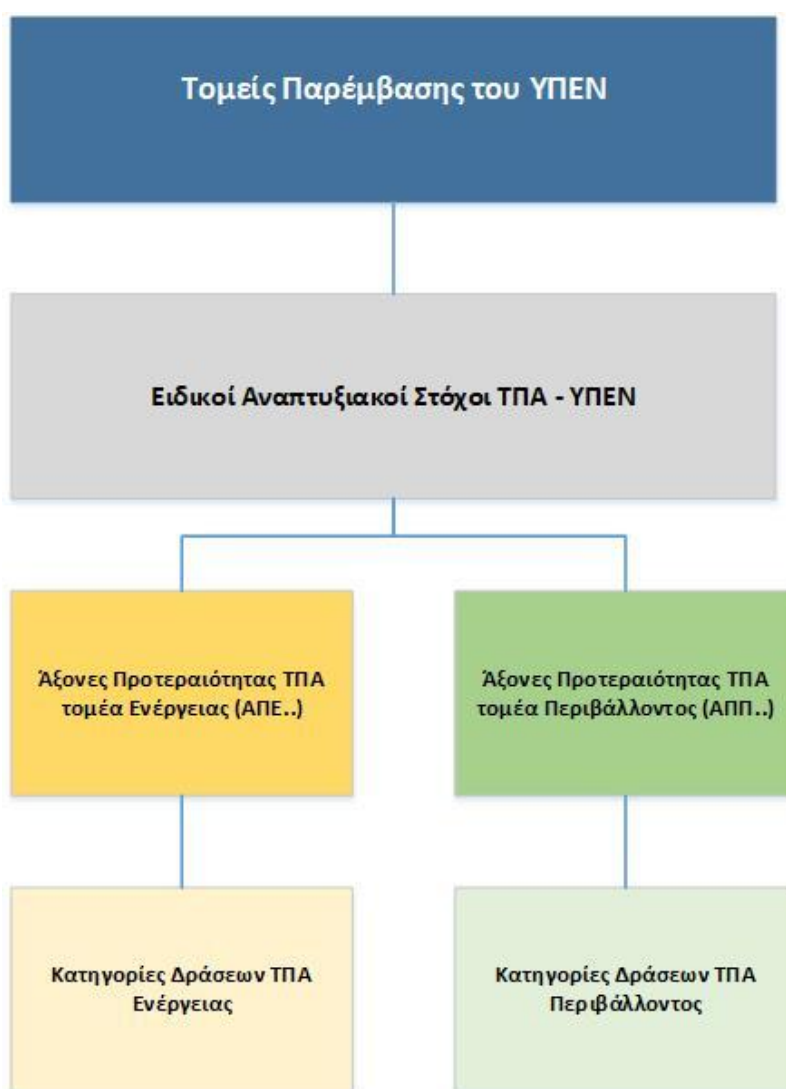 Τομείς Παρέμβασης του ΥΠΕΝ
Ειδικοί Αναπτυξιακοί Στόχοι ΤΠΑ - ΥΠΕΝ
Άξονες Προτεραιότητας ΤΠΑ
τομέα Ενέργειας (ΑΠΕ..)
Άξονες Προτεραιότητας ΤΠΑ
τομέα Περιβάλλοντος (ΑΠΠ..)
Κατηγορίες Δράσεων ΤΠΑ
Ενέργειας
Κατηγορίες Δράσεων ΤΠΑ
Περιβάλλοντος